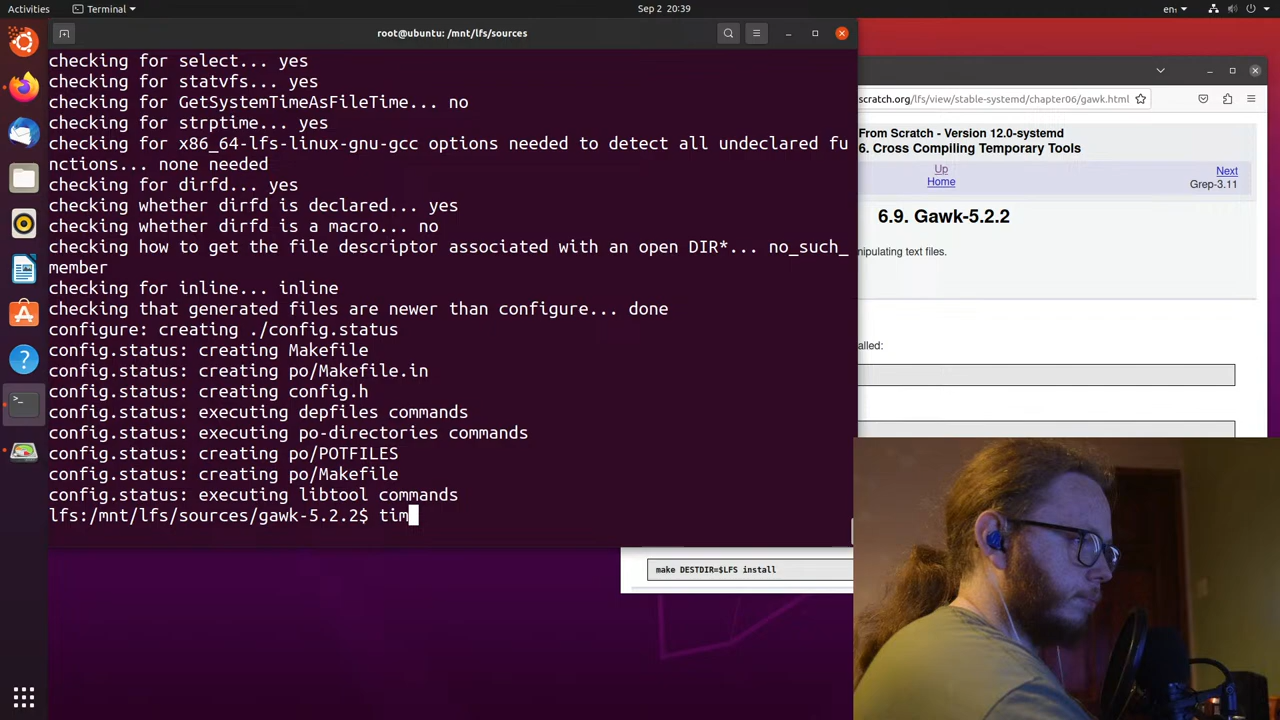 Activities
Terminal
Sep 2 20:39
en
root@ubuntu: /mnt/lfs/sources
checking for select... yes
checking for statvfs... yes
checking for GetSystemTimeAsFileTime... no
checking for strptime... yes
checking for x86_64-lfs-linux-gnu-gcc options needed to detect all undeclared fu
nctions... none needed
checking for dirfd... yes
checking whether dirfd is declared... yes
checking whether dirfd is a macro... no
checking how to get the file descriptor associated with an open DIR*... no_such_
member
checking for inline... inline
checking that generated files are newer than configure... done
configure: creating ./config.status
config.status: creating Makefile
config.status: creating po/Makefile.in
config.status: creating config.h
config.status: executing depfiles commands
config.status: executing po-directories commands
config.status: creating po/POTFILES
config.status: creating po/Makefile
config.status: executing libtool commands
lfs:/mnt/lfs/sources/gawk-5.2.2$ tim
scratch.org/lfs/view/stable-systemd/chapter06/gawk.html
From Scratch - Version 12.0-systemd
6. Cross Compiling Temporary Tools
Up
Next
Home
Grep-3.11
6.9. Gawk-5.2.2
nipulating text files.
alled:
make DESTDIR=$LFS install